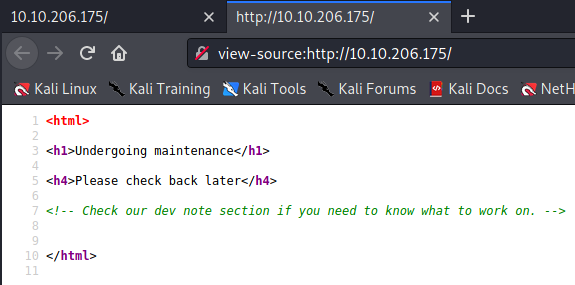 10.10.206.175/ http://10.10.206.175/
view-source:http://10.10.206.175/
Kali Linux Kali Training Kali Tools Kali Forums Kali Docs NetH
1 <html>
2
3 <h1>Undergoing maintenance</h1>
4
5 <h4>Please check back later</h4>
6
7 <!-- Check our dev note section if you need to know what to work on. -->
8
9
10 </html>
11